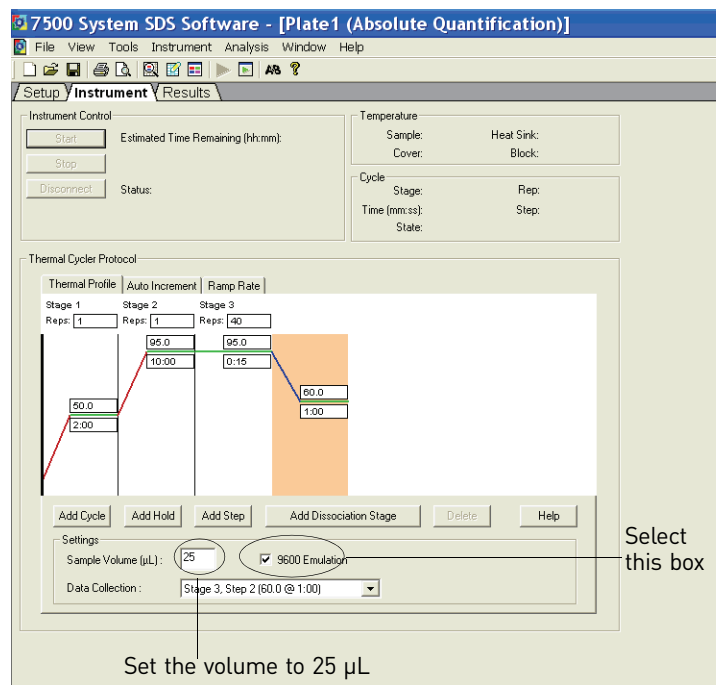 7500 System SDS Software - [Plate1 (Absolute Quantification)]
File View Tools Instrument Analysis Window Help
Setup Instrument Results
Instrument Control
Start Estimated Time Remaining (hh:mm):
Stop
Disconnect Status:
Temperature
Sample: Heat Sink:
Cover: Block:
Cycle
Stage: Rep:
Time (mm:ss): Step:
State:
Thermal Cycler Protocol
Thermal Profile Auto Increment Ramp Rate
Stage 1 Stage 2 Stage 3
Reps: 1 Reps: 1 Reps: 40
95.0 95.0
10:00 0:15
60.0
1:00
50.0
2:00
Add Cycle Add Hold Add Step Add Dissociation Stage Delete Help
Settings
Sample Volume (µL) : 25 9600 Emulation
Data Collection : Stage 3, Step 2 (60.0 @ 1:00)
Select
this box
Set the volume to 25 µL